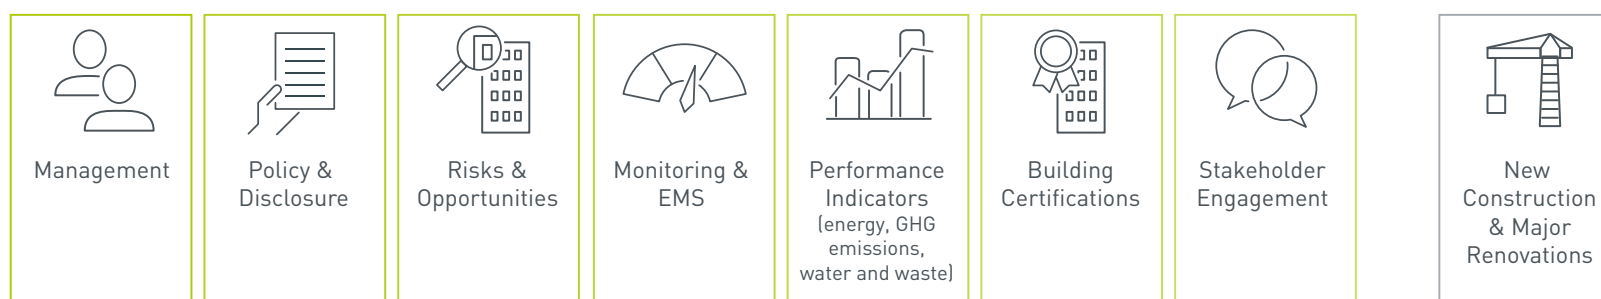 Management
Policy &
Disclosure
Risks &
Opportunities
Monitoring &
EMS
Performance
Indicators
(energy, GHG
emissions,
water and waste)
Building
Certifications
Stakeholder
Engagement
New
Construction
& Major
Renovations